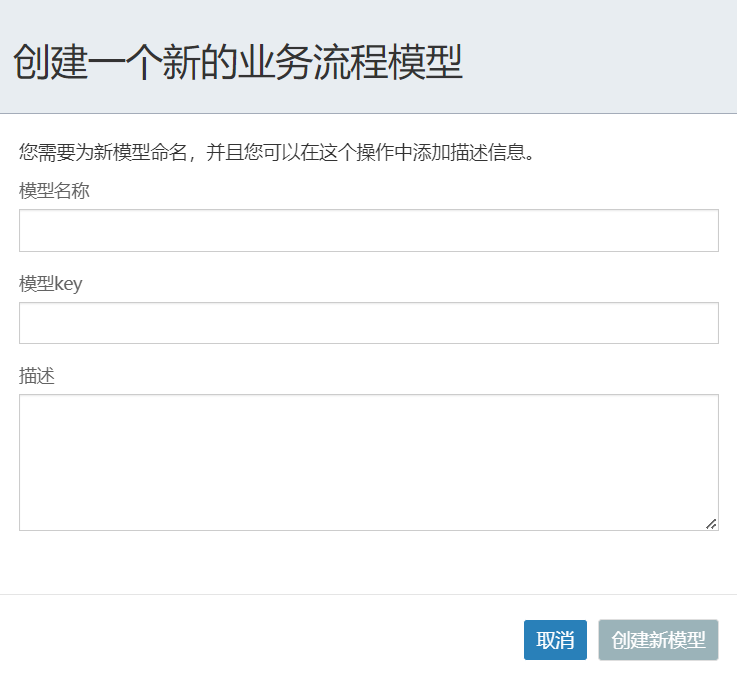 创建一个新的业务流程模型
您需要为新模型命名，并且您可以在这个操作中添加描述信息。
模型名称
模型key
描述
取消
创建新模型